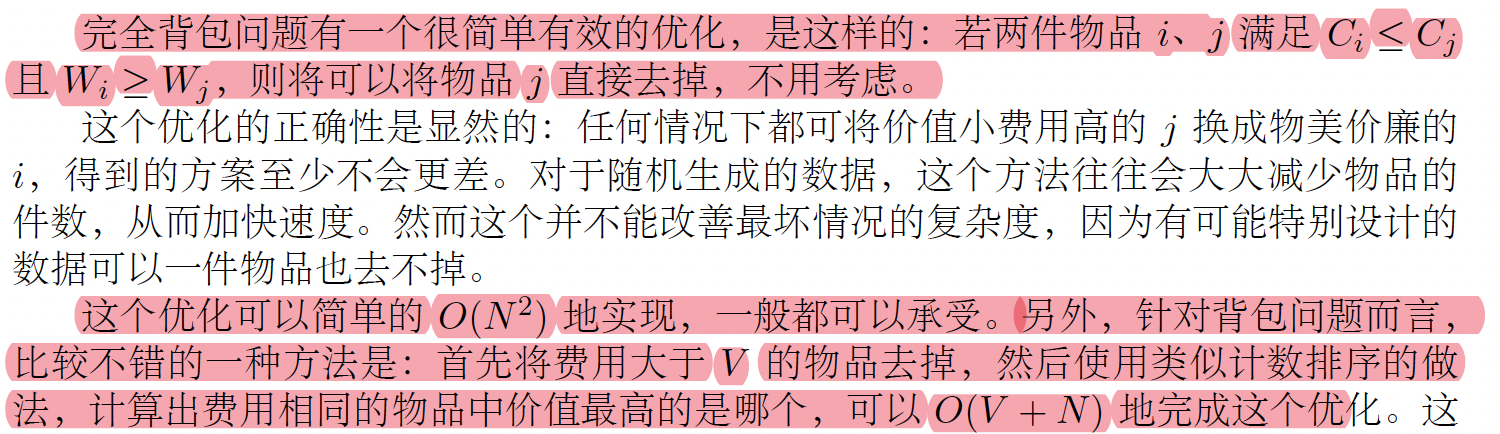 完全背包问题有一个很简单有效的优化，是这样的：若两件物品 i、j 满足 C_i ≤ C_j
且 W_i ≥ W_j，则将可以将物品 j 直接去掉，不用考虑。
这个优化的正确性是显然的：任何情况下都可将价值小费用高的 j 换成物美价廉的
i，得到的方案至少不会更差。对于随机生成的数据，这个方法往往会大大减少物品的
件数，从而加快速度。然而这个并不能改善最坏情况的复杂度，因为有可能特别设计的
数据可以一件物品也去不掉。
这个优化可以简单的 O(N²) 地实现，一般都可以承受。另外，针对背包问题而言，
比较不错的一种方法是：首先将费用大于 V 的物品去掉，然后使用类似计数排序的做
法，计算出费用相同的物品中价值最高的是哪个，可以 O(V + N) 地完成这个优化。这